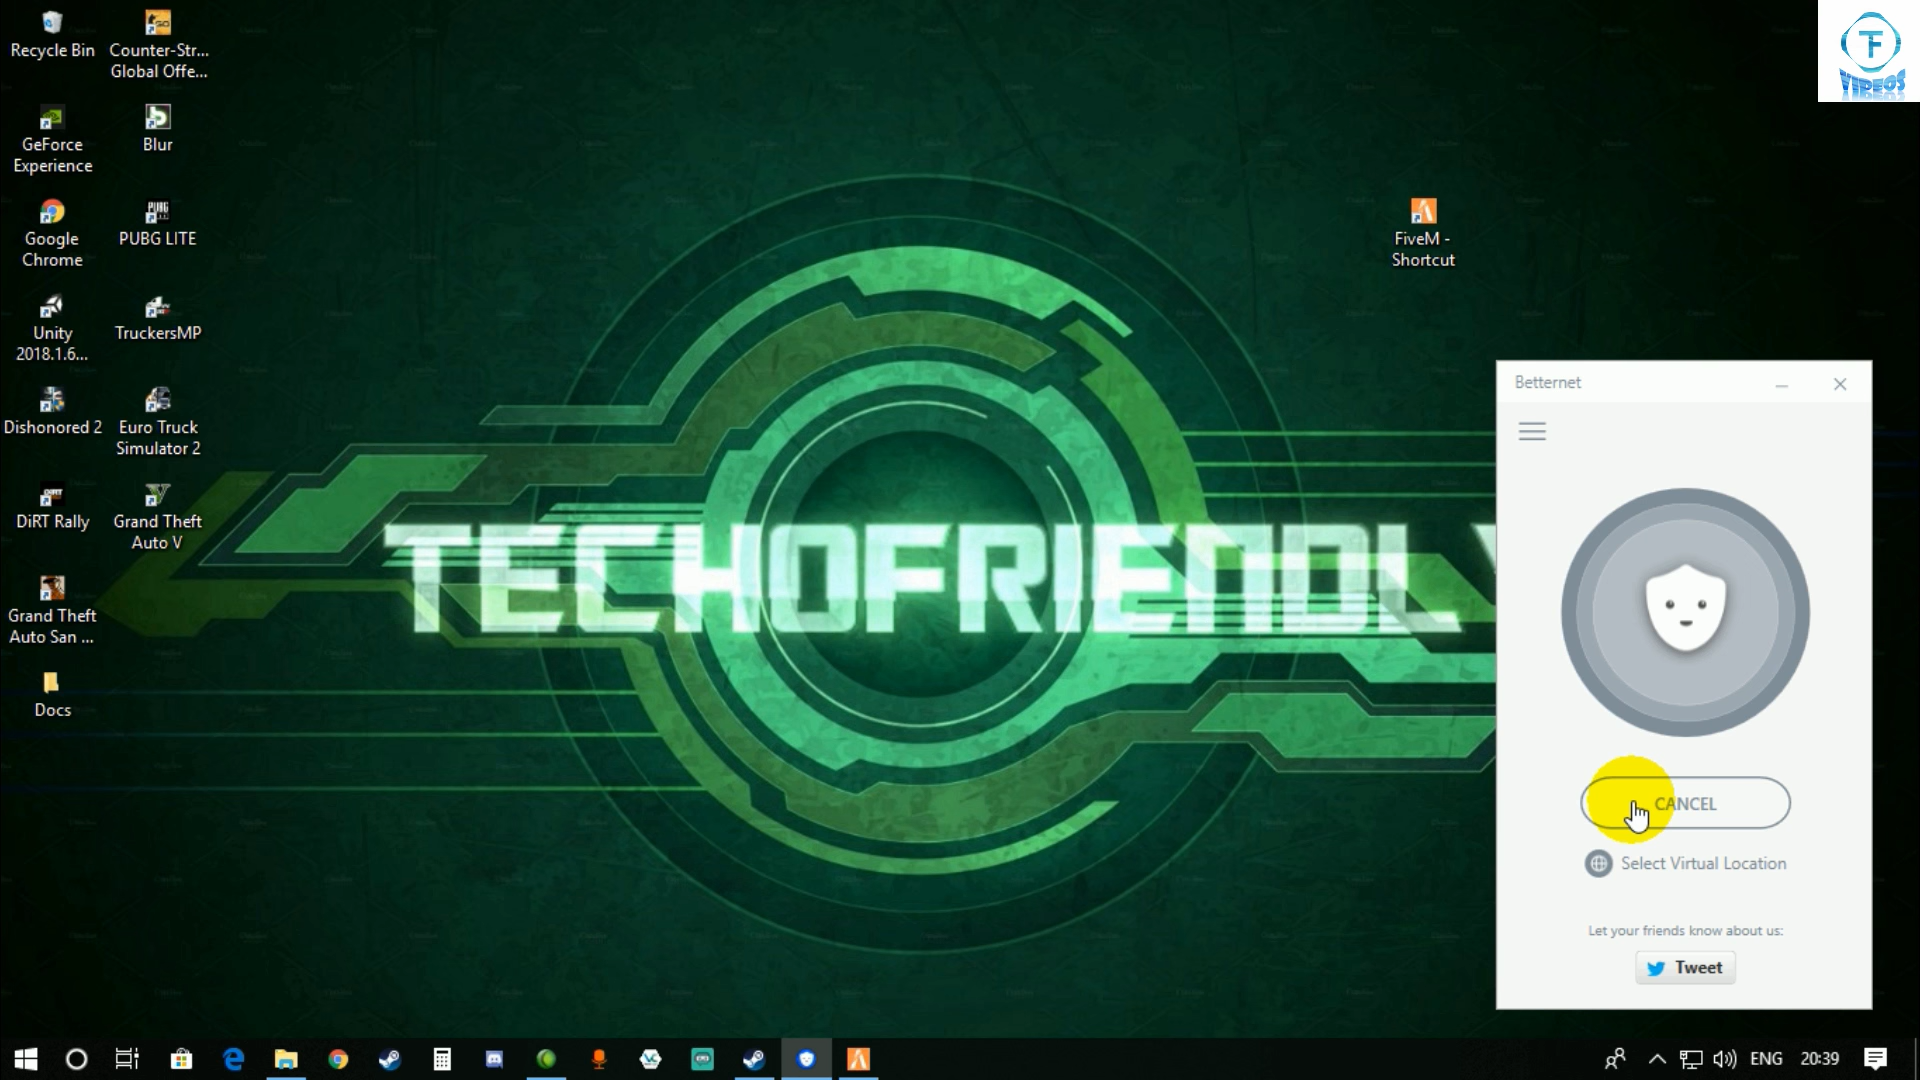 Recycle Bin
Counter-Str...
Global Offe...
GeForce
Experience
Blur
Google
Chrome
PUBG LITE
Unity
2018.1.6...
TruckersMP
Dishonored 2
Euro Truck
Simulator 2
DiRT Rally
Grand Theft
Auto V
Grand Theft
Auto San ...
Docs
FiveM -
Shortcut
TF
VIDEOS
TECHOFRIENDLY
Betternet
CANCEL
Select Virtual Location
Let your friends know about us:
Tweet
ENG
20:39